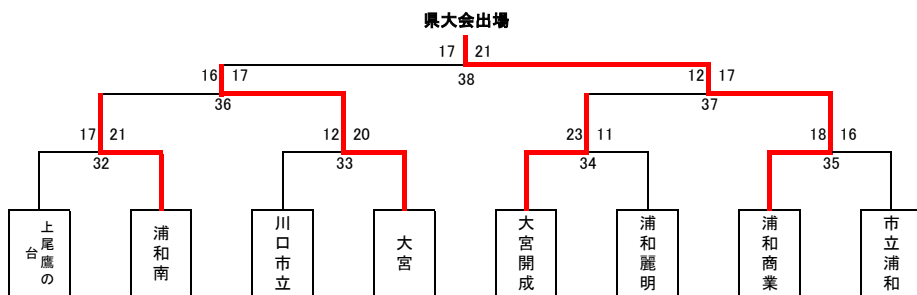 県大会出場
17 21
38
16 17
12 17
36
37
17 21
12 20
23 11
18 16
32
33
34
35
上尾鷹の台
浦和南
川口市立
大宮
大宮開成
浦和麗明
浦和商業
市立浦和